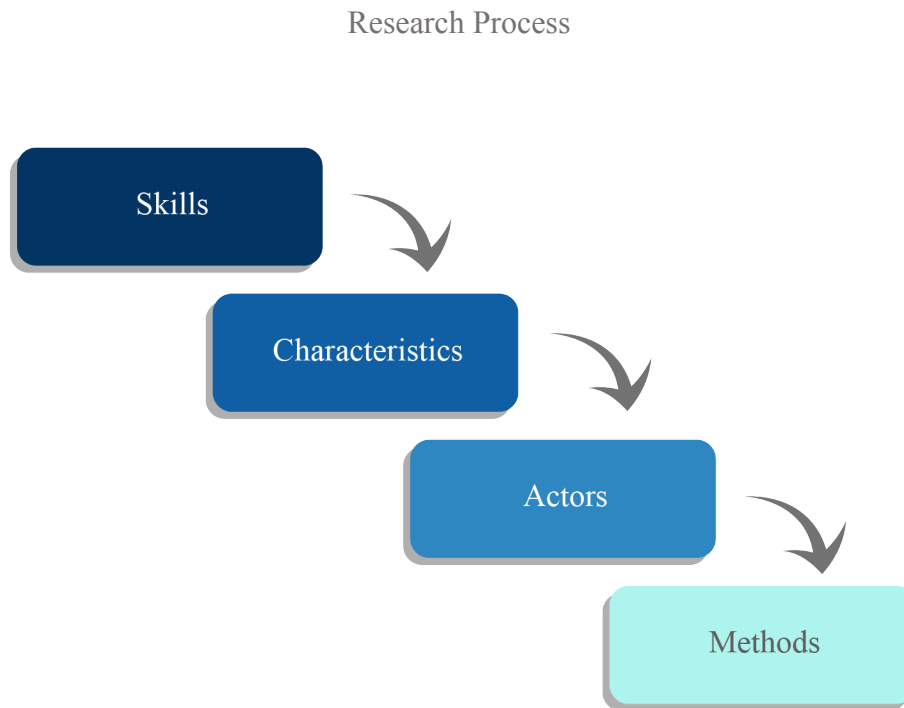 Research Process
Skills
Characteristics
Actors
Methods